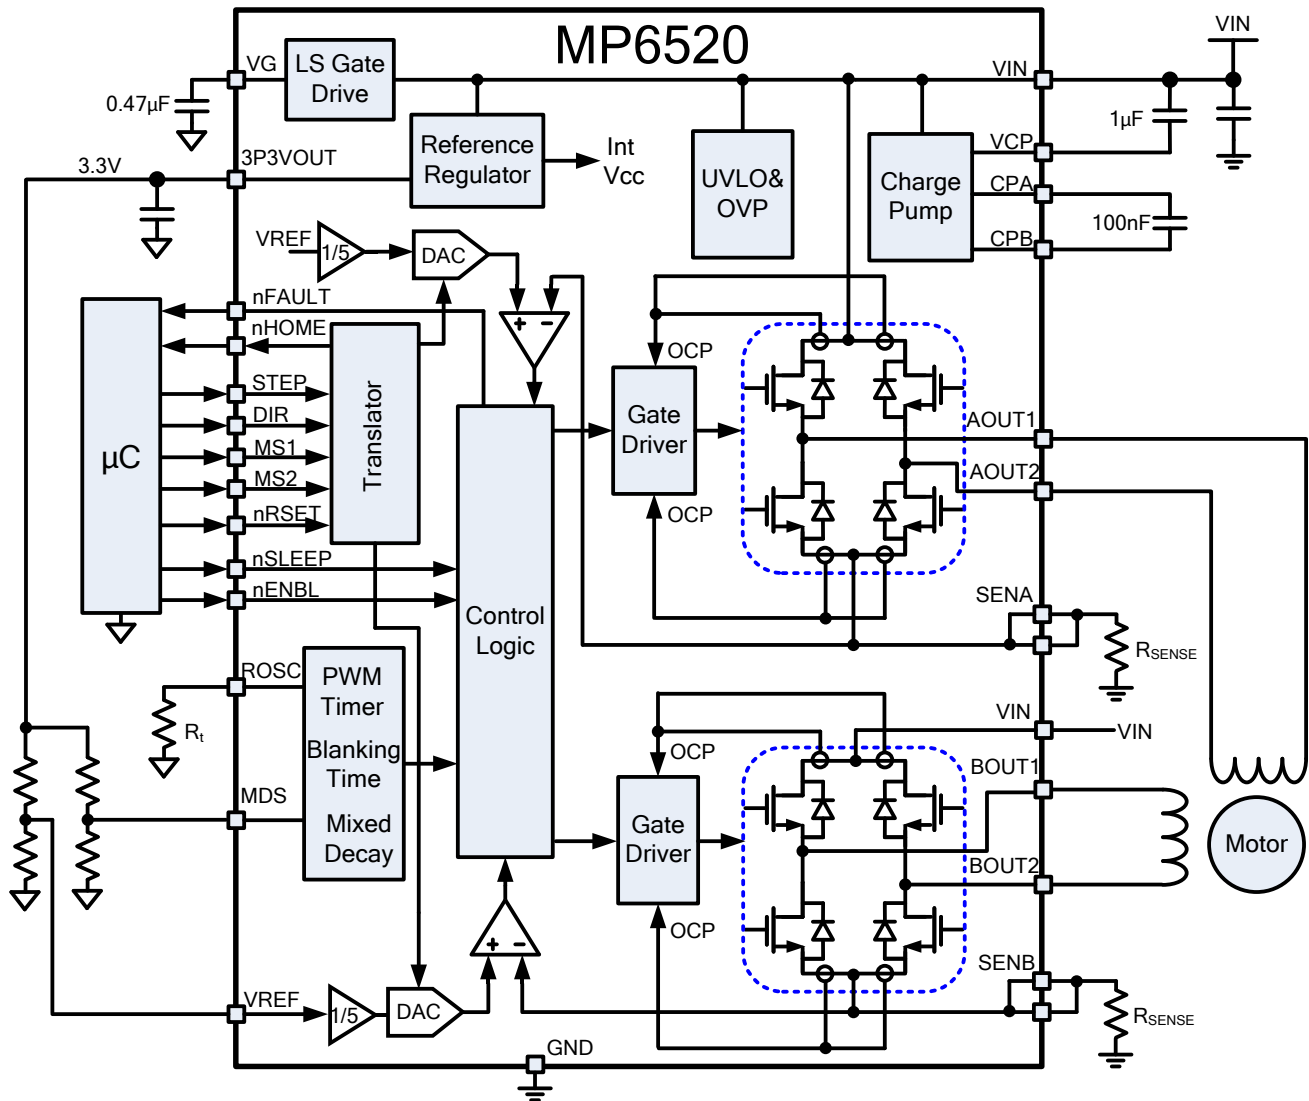 MP6520
VIN
VG
LS Gate
Drive
VIN
0.47µF
1µF
3.3V
3P3VOUT
Reference
Regulator
Int
Vcc
UVLO&
OVP
Charge
Pump
VCP
CPA
CPB
100nF
VREF
1/5
DAC
nFAULT
nHOME
STEP
DIR
MS1
MS2
nRSET
nSLEEP
nENBL
µC
Translator
+ -
OCP
Gate
Driver
OCP
AOUT1
AOUT2
Control
Logic
SENA
RSENSE
ROSC
Rt
PWM
Timer
Blanking
Time
Mixed
Decay
MDS
OCP
Gate
Driver
OCP
VIN
VIN
BOUT1
BOUT2
Motor
+ -
SENB
RSENSE
VREF
1/5
DAC
GND